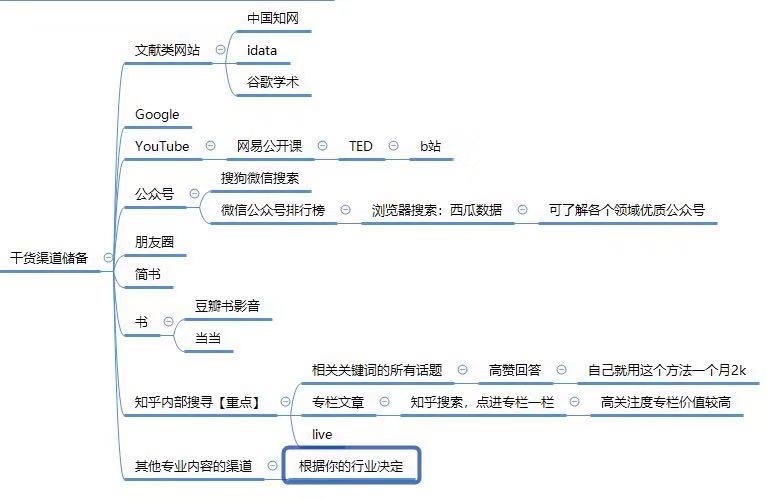 中国知网
文献类网站
idata
谷歌学术
Google
YouTube 网易公开课 TED b站
搜狗微信搜索
公众号
微信公众号排行榜 浏览器搜索：西瓜数据 可了解各个领域优质公众号
朋友圈
干货渠道储备
简书
豆瓣书影音
书
当当
相关关键词的所有话题 高赞回答 自己就用这个方法一个月2k
知乎内部搜寻【重点】 专栏文章 知乎搜索，点进专栏一栏 高关注度专栏价值较高
live
其他专业内容的渠道 根据你的行业决定